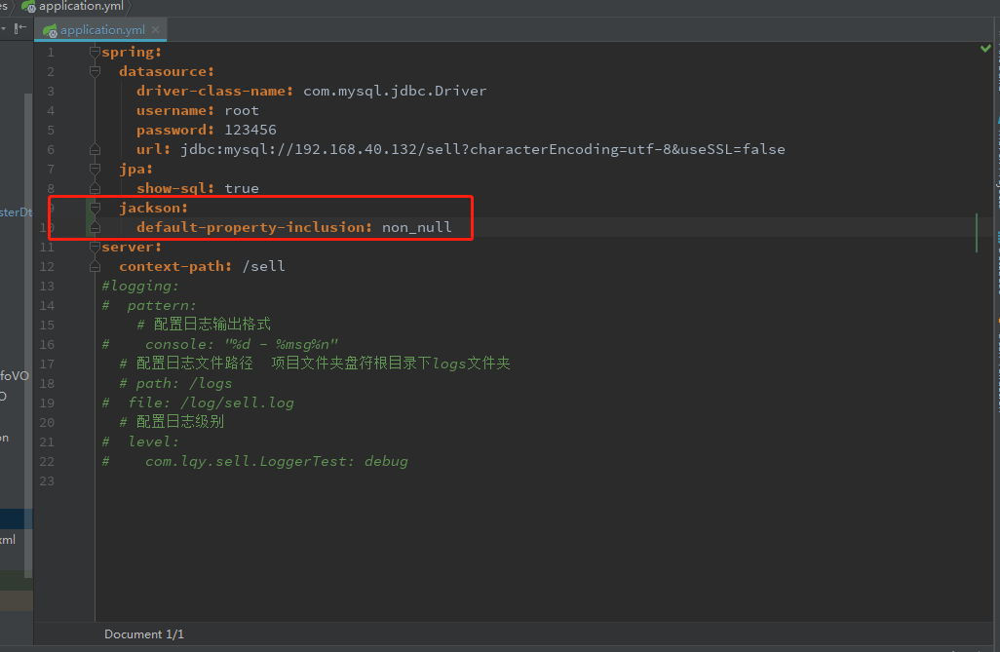 es application.yml
application.yml
1 spring:
2 datasource:
3 driver-class-name: com.mysql.jdbc.Driver
4 username: root
5 password: 123456
6 url: jdbc:mysql://192.168.40.132/sell?characterEncoding=utf-8&useSSL=false
7 jpa:
8 show-sql: true
sterDt
9 jackson:
10 default-property-inclusion: non_null
11 server:
12 context-path: /sell
13 #logging:
14 # pattern:
15 # 配置日志输出格式
16 # console: "%d - %msg%n"
17 # 配置日志文件路径 项目文件夹盘符根目录下logs文件夹
foVO
18 # path: /logs
O
19 # file: /log/sell.log
20 # 配置日志级别
on
21 # level:
22 # com.lqy.sell.LoggerTest: debug
23
xml
Document 1/1